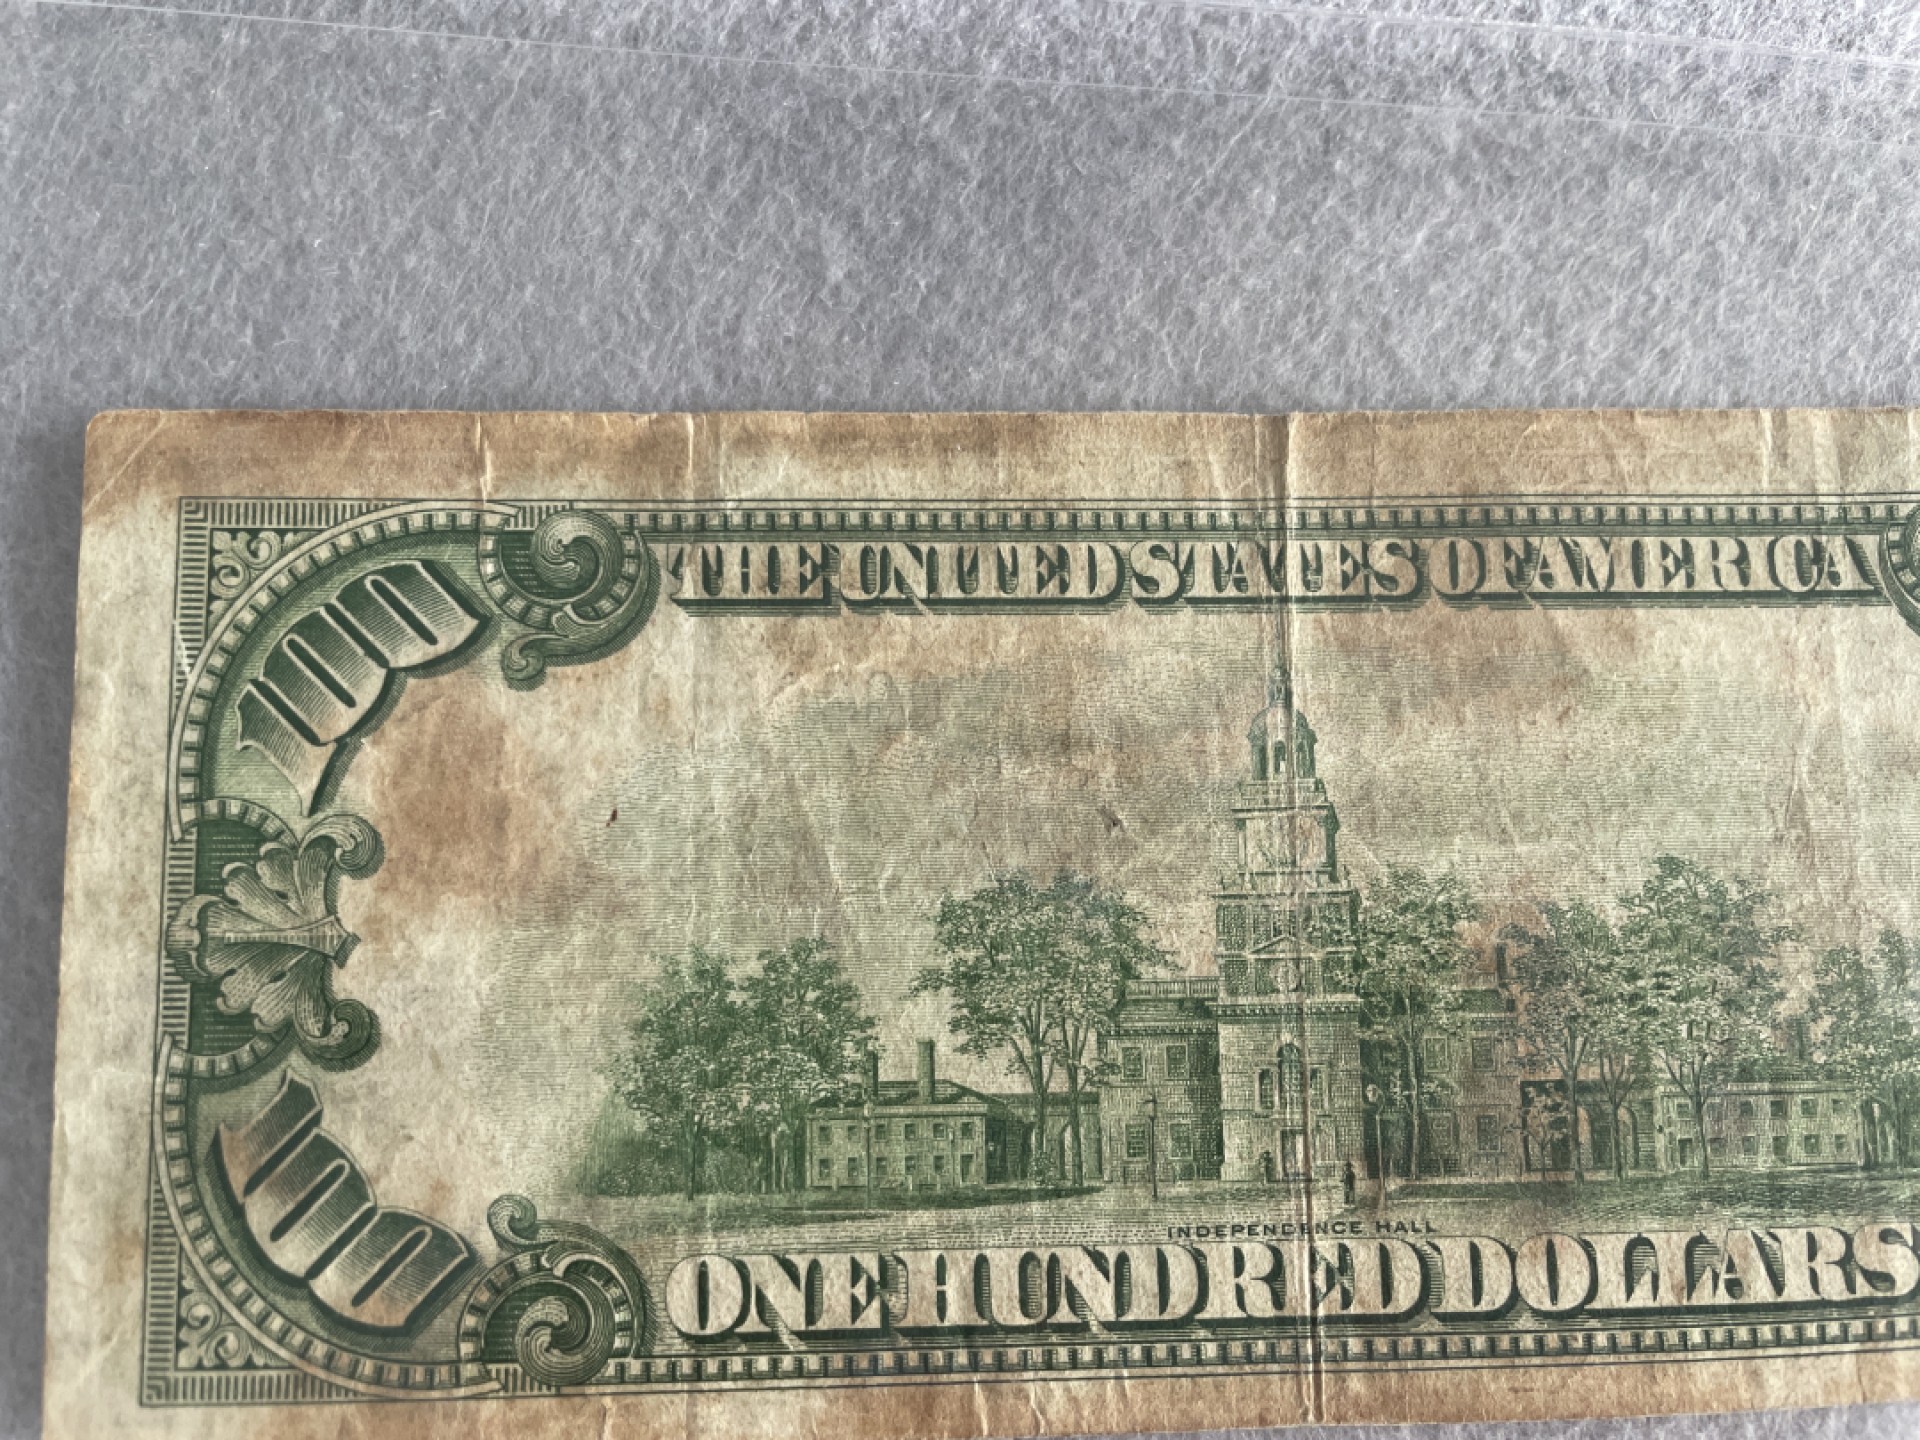 100
THE UNITED STATES OF AMERICA
INDEPENDENCE HALL
100
ONE HUNDRED DOLLARS